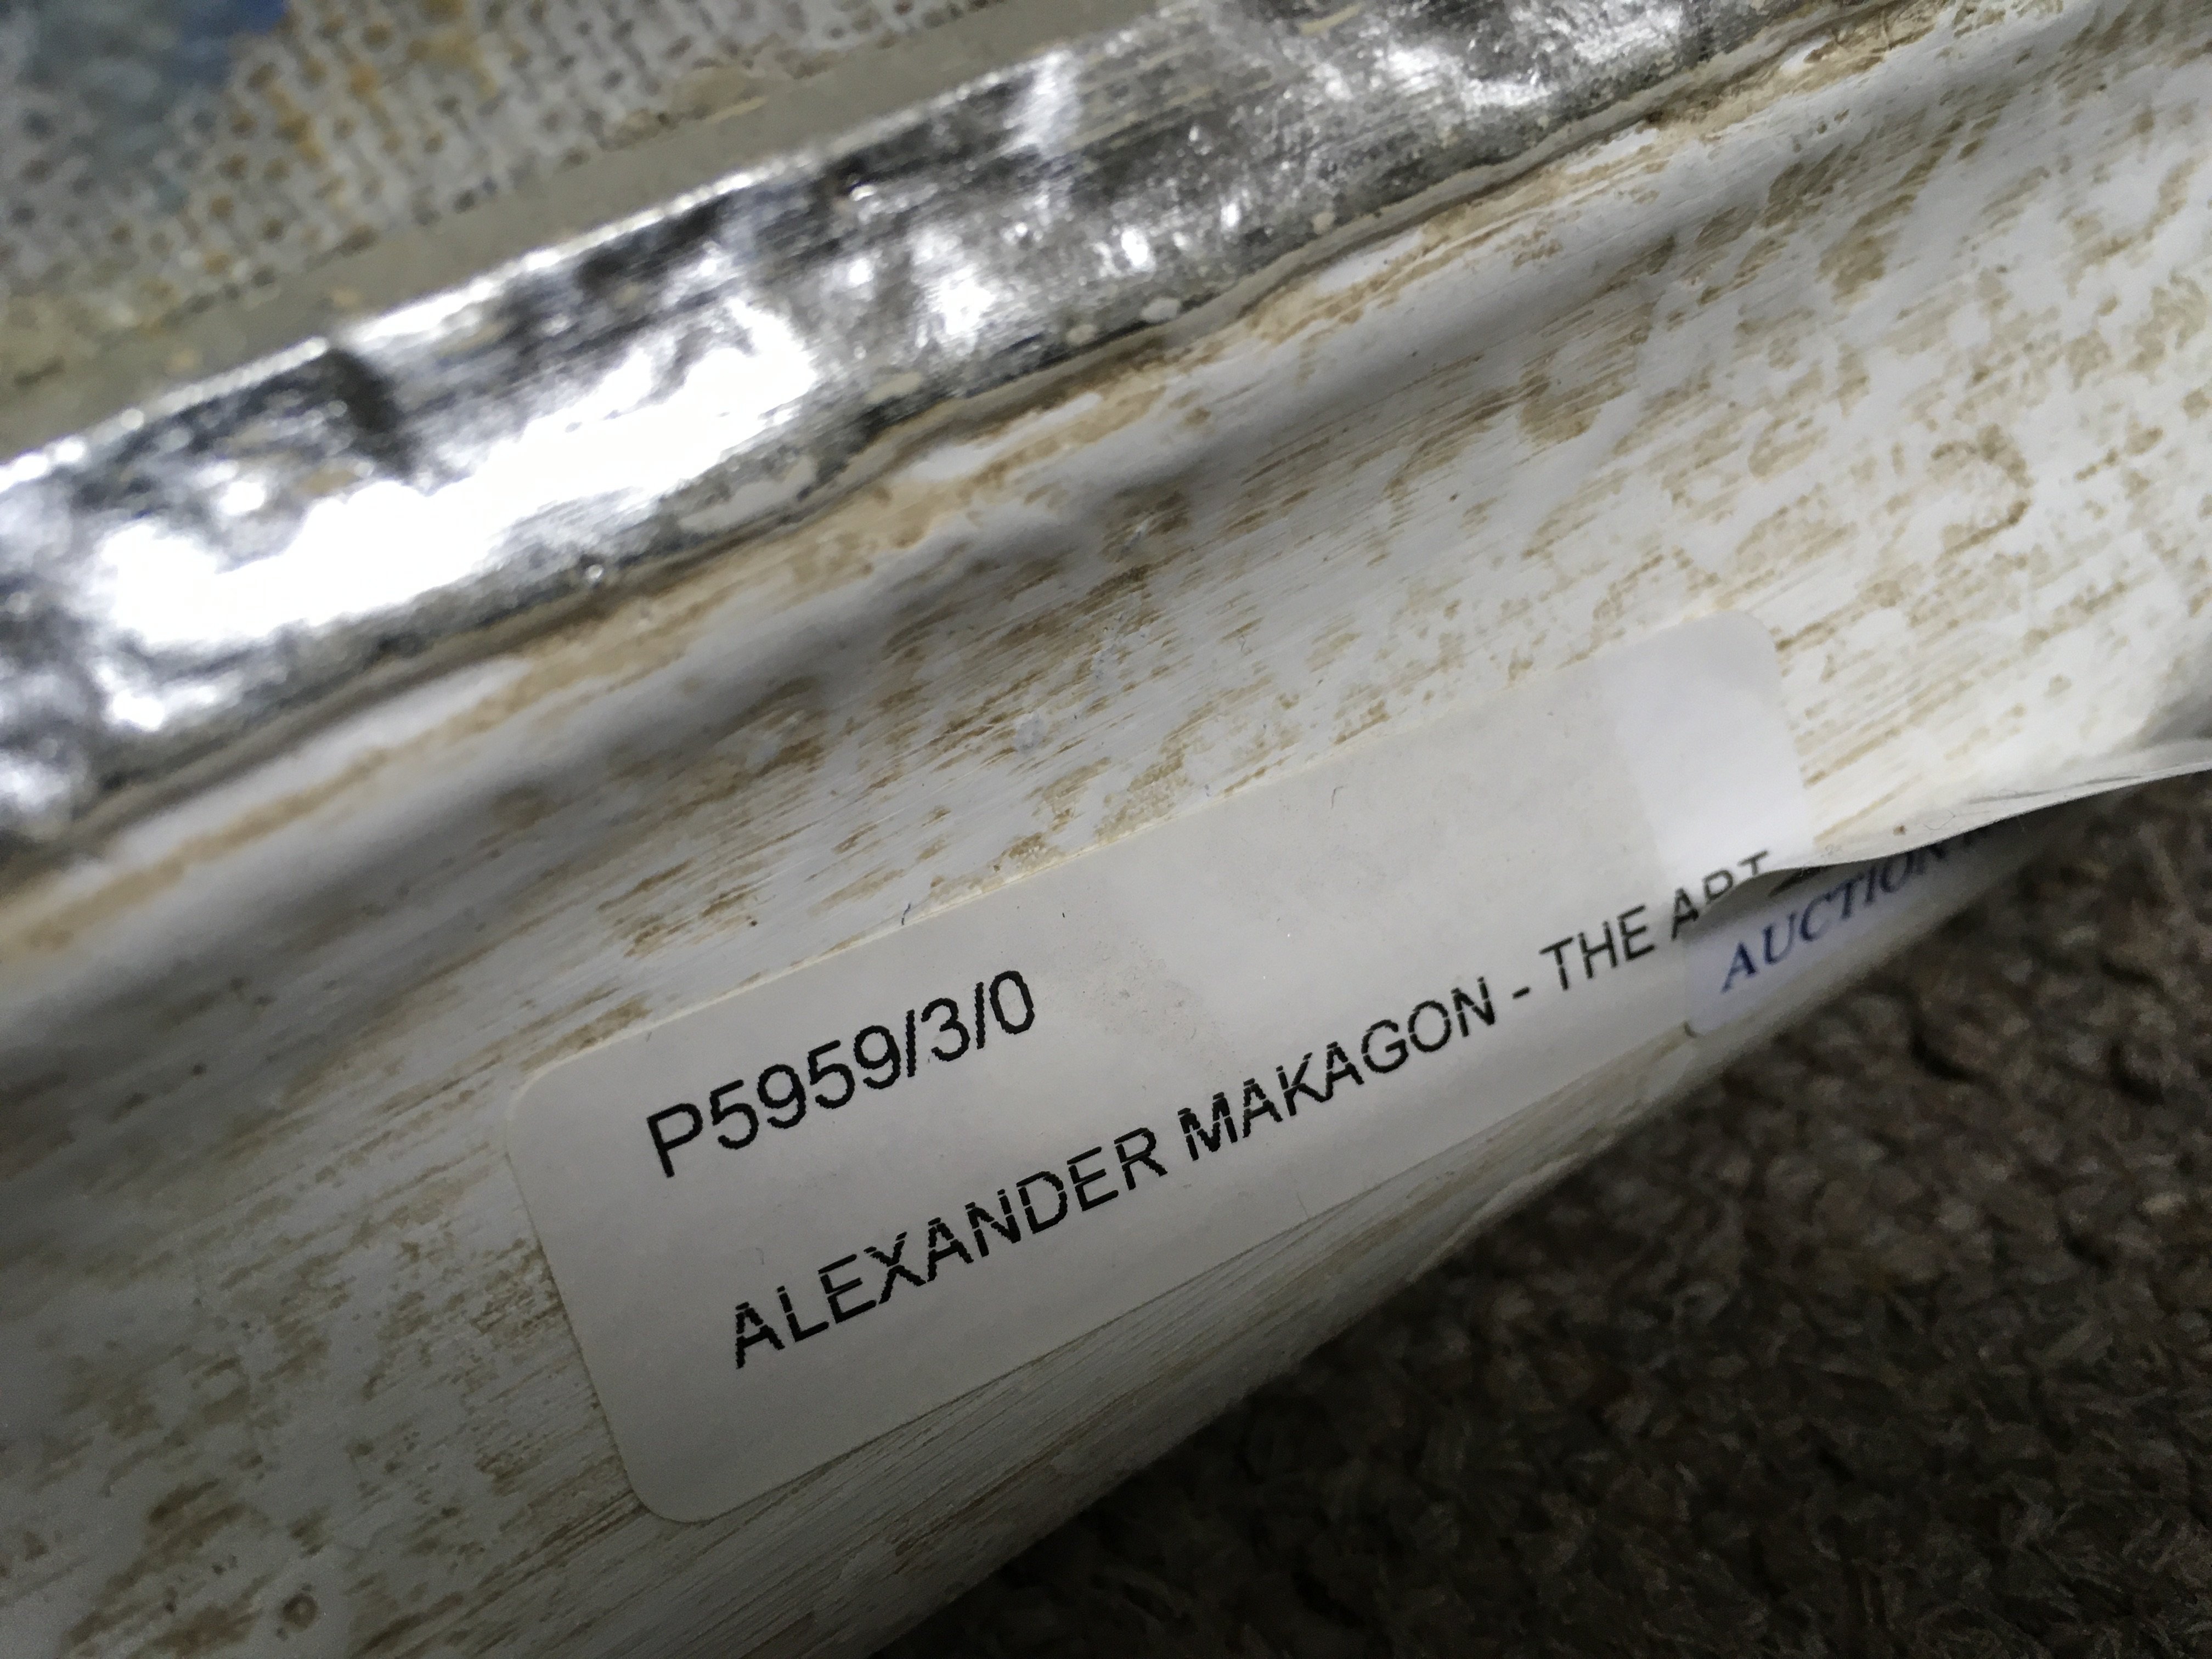 P5959/3/0
ALEXANDER MAKAGON - THE ART
AUCTION